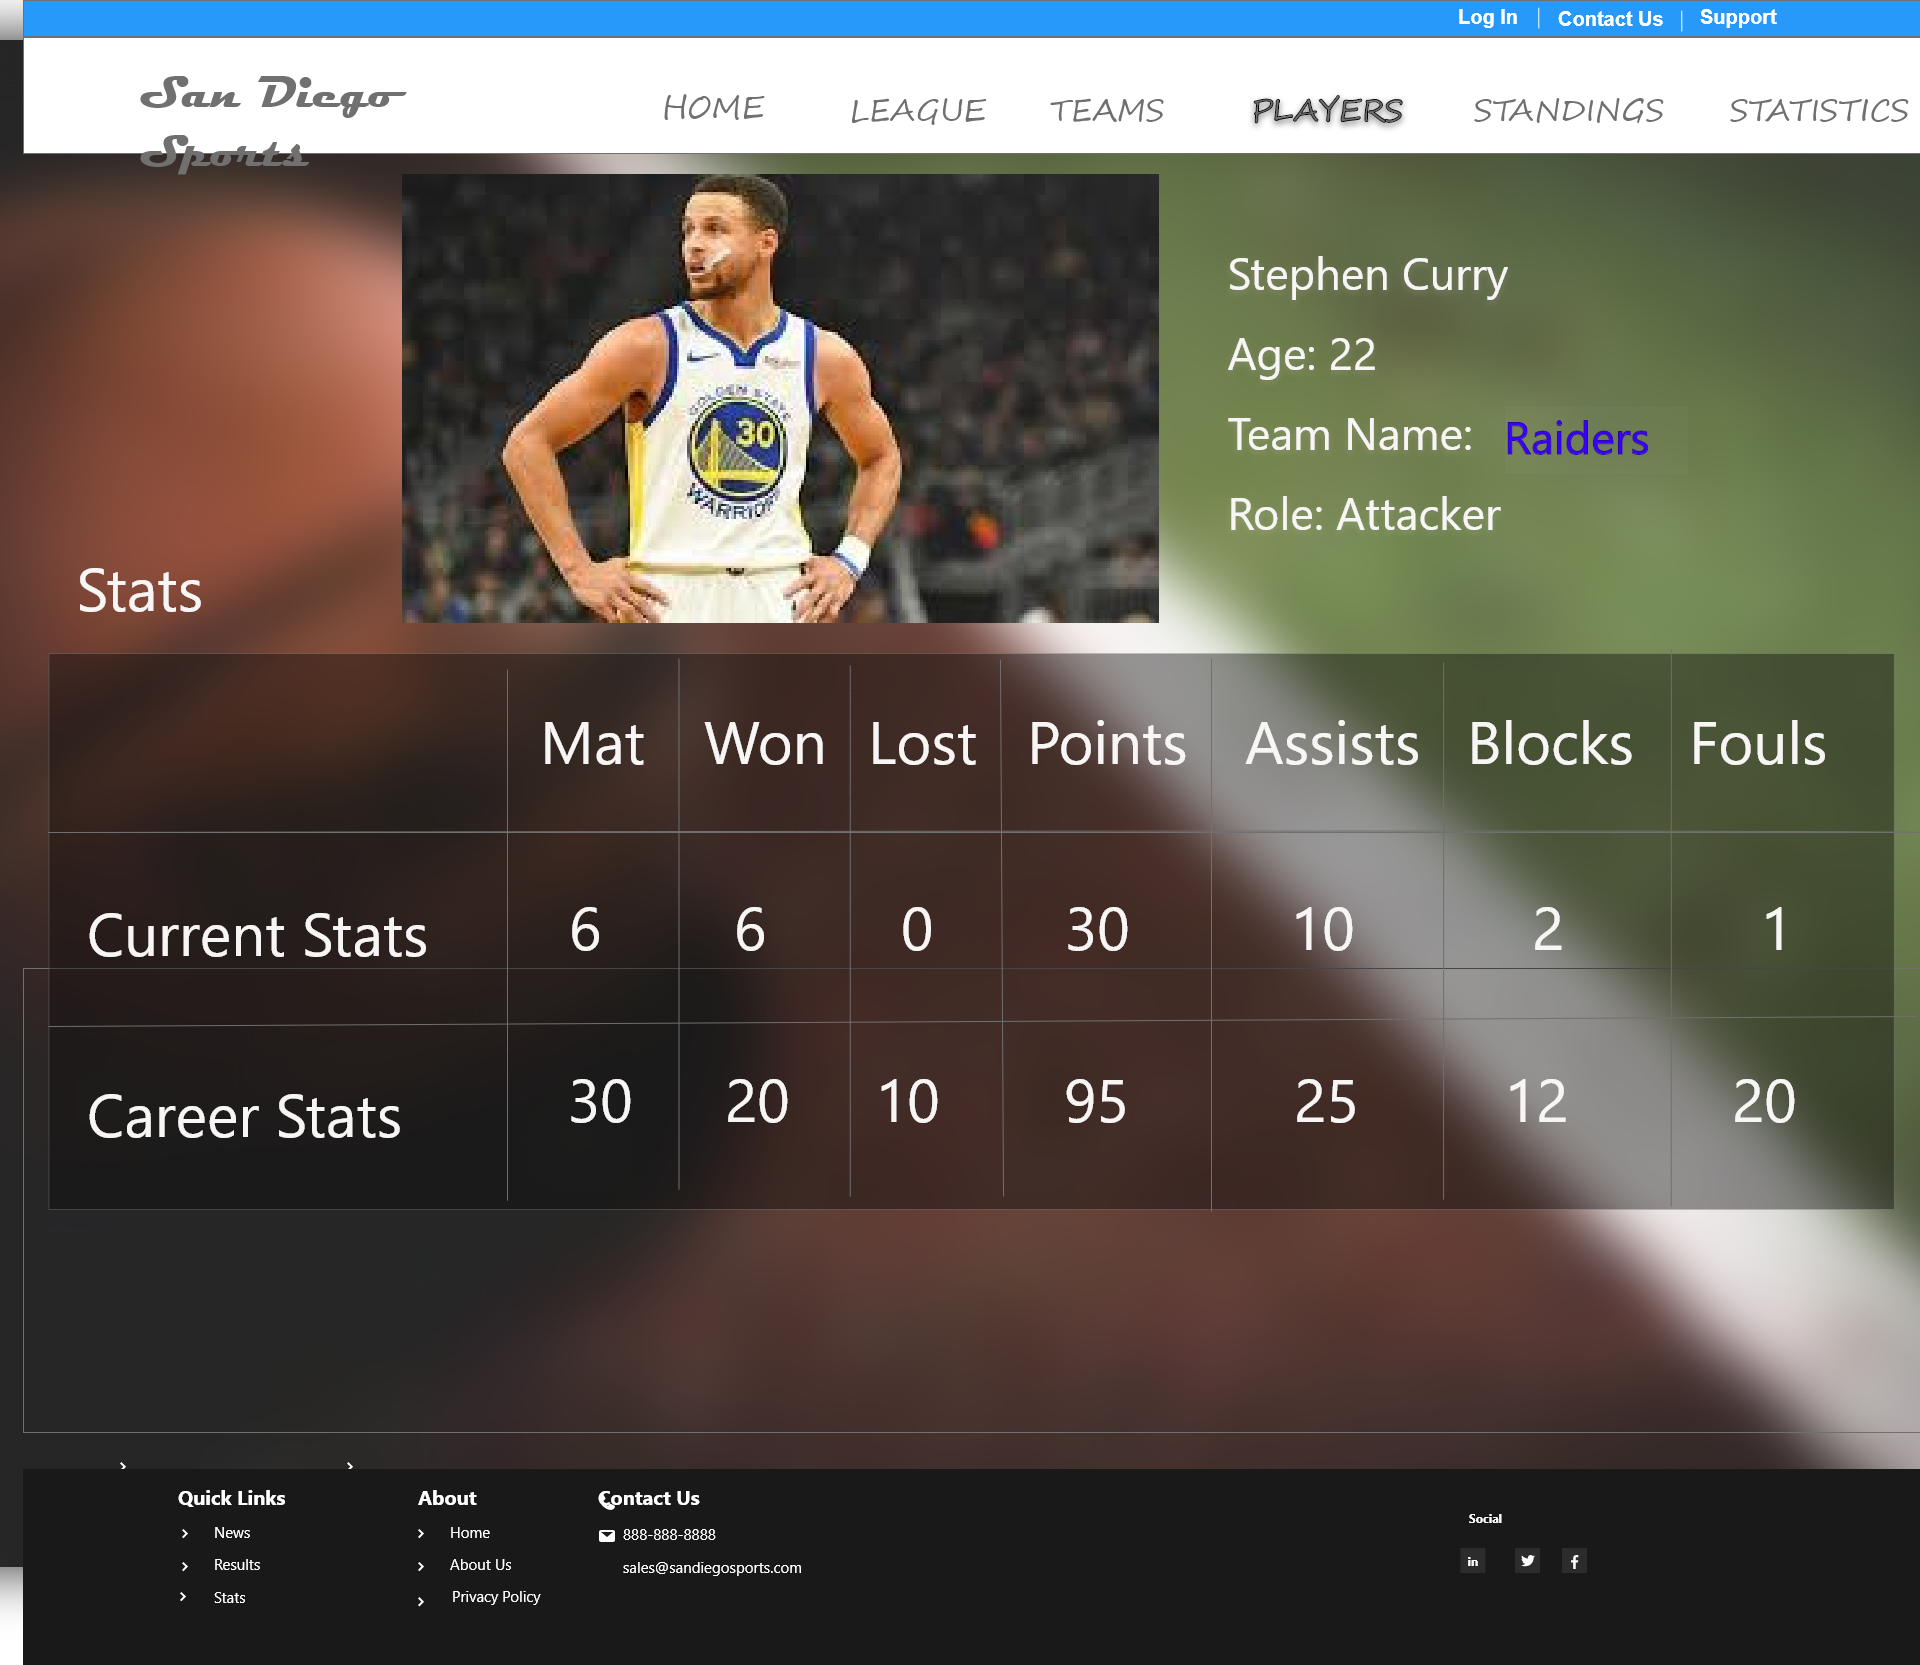 Log In | Contact Us | Support
San Diego
Sports
HOME LEAGUE TEAMS PLAYERS STANDINGS STATISTICS
GOLDEN STATE
30
WARRIORS
Stephen Curry
Age: 22
Team Name: Raiders
Role: Attacker
Stats
Mat Won Lost Points Assists Blocks Fouls
Current Stats 6 6 0 30 10 2 1
Career Stats 30 20 10 95 25 12 20
Quick Links
News
Results
Stats
About
Home
About Us
Privacy Policy
Contact Us
888-888-8888
sales@sandiegosports.com
Social
in